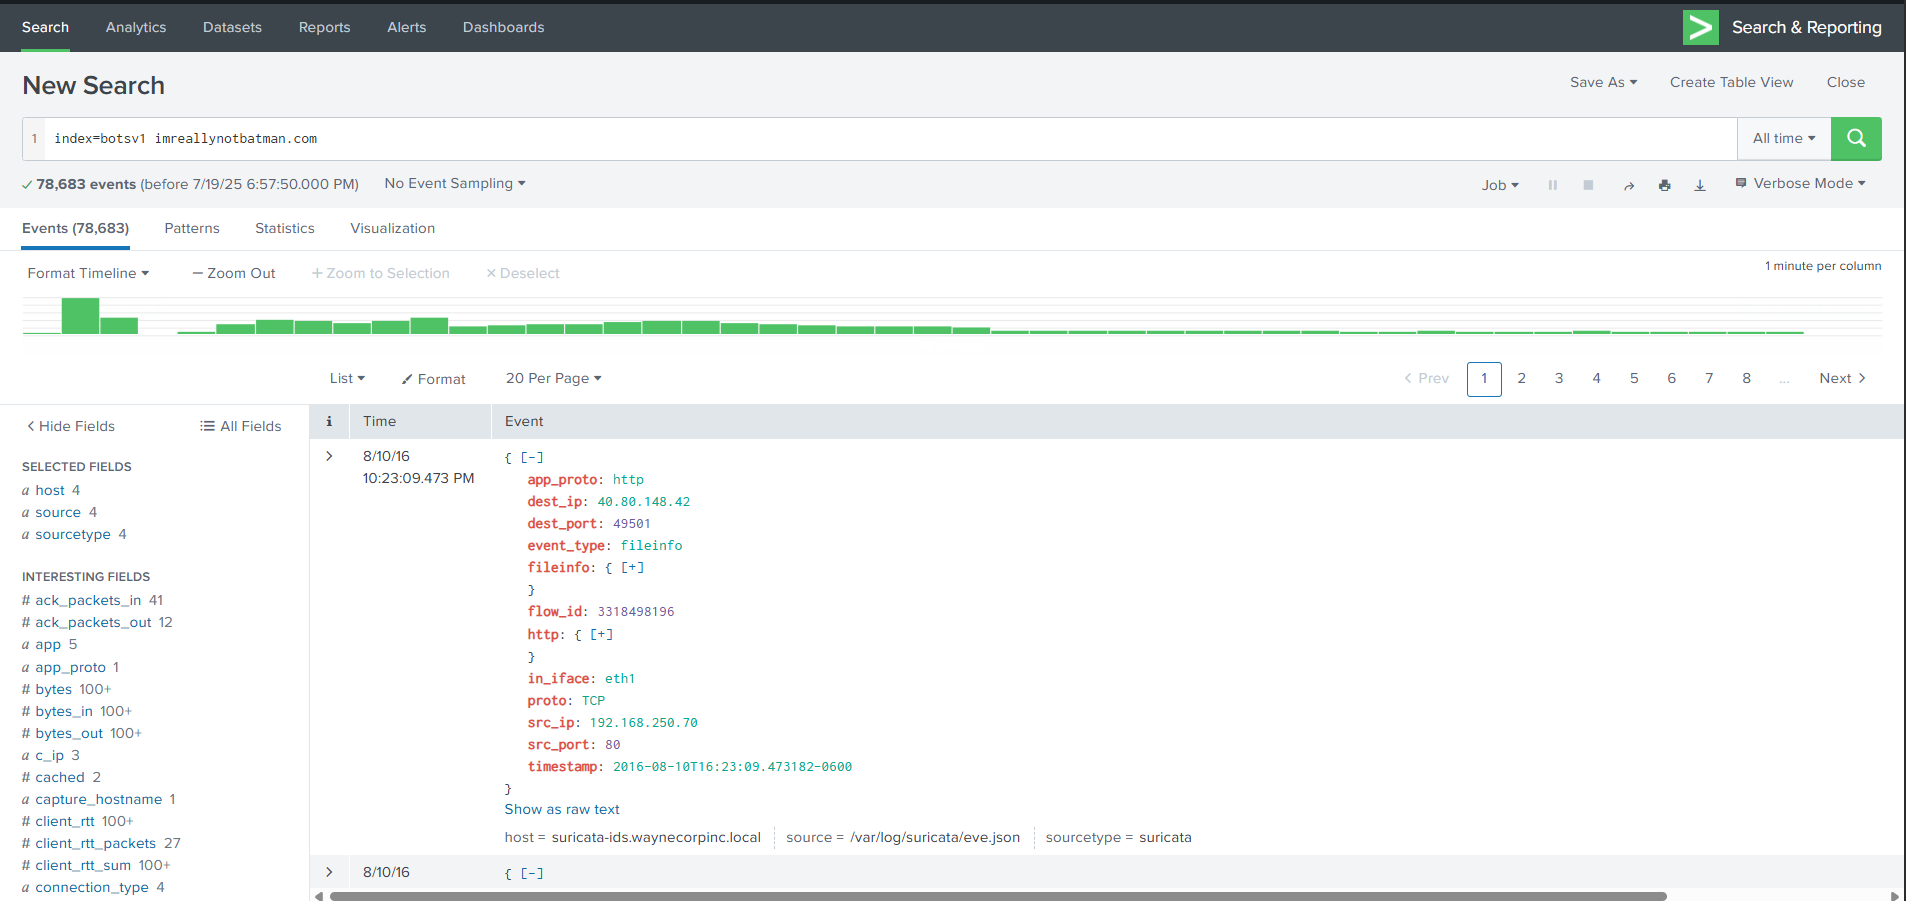 Search Analytics Datasets Reports Alerts Dashboards Search & Reporting
New Search
Save As Create Table View Close
1 index=botsv1 imreallynotbatman.com All time
78,683 events (before 7/19/25 6:57:50.000 PM) No Event Sampling Job Verbose Mode
Events (78,683) Patterns Statistics Visualization
Format Timeline — Zoom Out + Zoom to Selection × Deselect 1 minute per column
List Format 20 Per Page < Prev 1 2 3 4 5 6 7 8 ... Next >
< Hide Fields All Fields
SELECTED FIELDS
a host 4
a source 4
a sourcetype 4
INTERESTING FIELDS
# ack_packets_in 41
# ack_packets_out 12
a app 5
a app_proto 1
# bytes 100+
# bytes_in 100+
# bytes_out 100+
a c_ip 3
# cached 2
a capture_hostname 1
# client_rtt 100+
# client_rtt_packets 27
# client_rtt_sum 100+
a connection_type 4
i Time Event
> 8/10/16
10:23:09.473 PM
{ [-]
app_proto: http
dest_ip: 40.80.148.42
dest_port: 49501
event_type: fileinfo
fileinfo: { [+]
}
flow_id: 3318498196
http: { [+]
}
in_iface: eth1
proto: TCP
src_ip: 192.168.250.70
src_port: 80
timestamp: 2016-08-10T16:23:09.473182-0600
}
Show as raw text
host = suricata-ids.waynecorpinc.local source = /var/log/suricata/eve.json sourcetype = suricata
> 8/10/16 { [-]